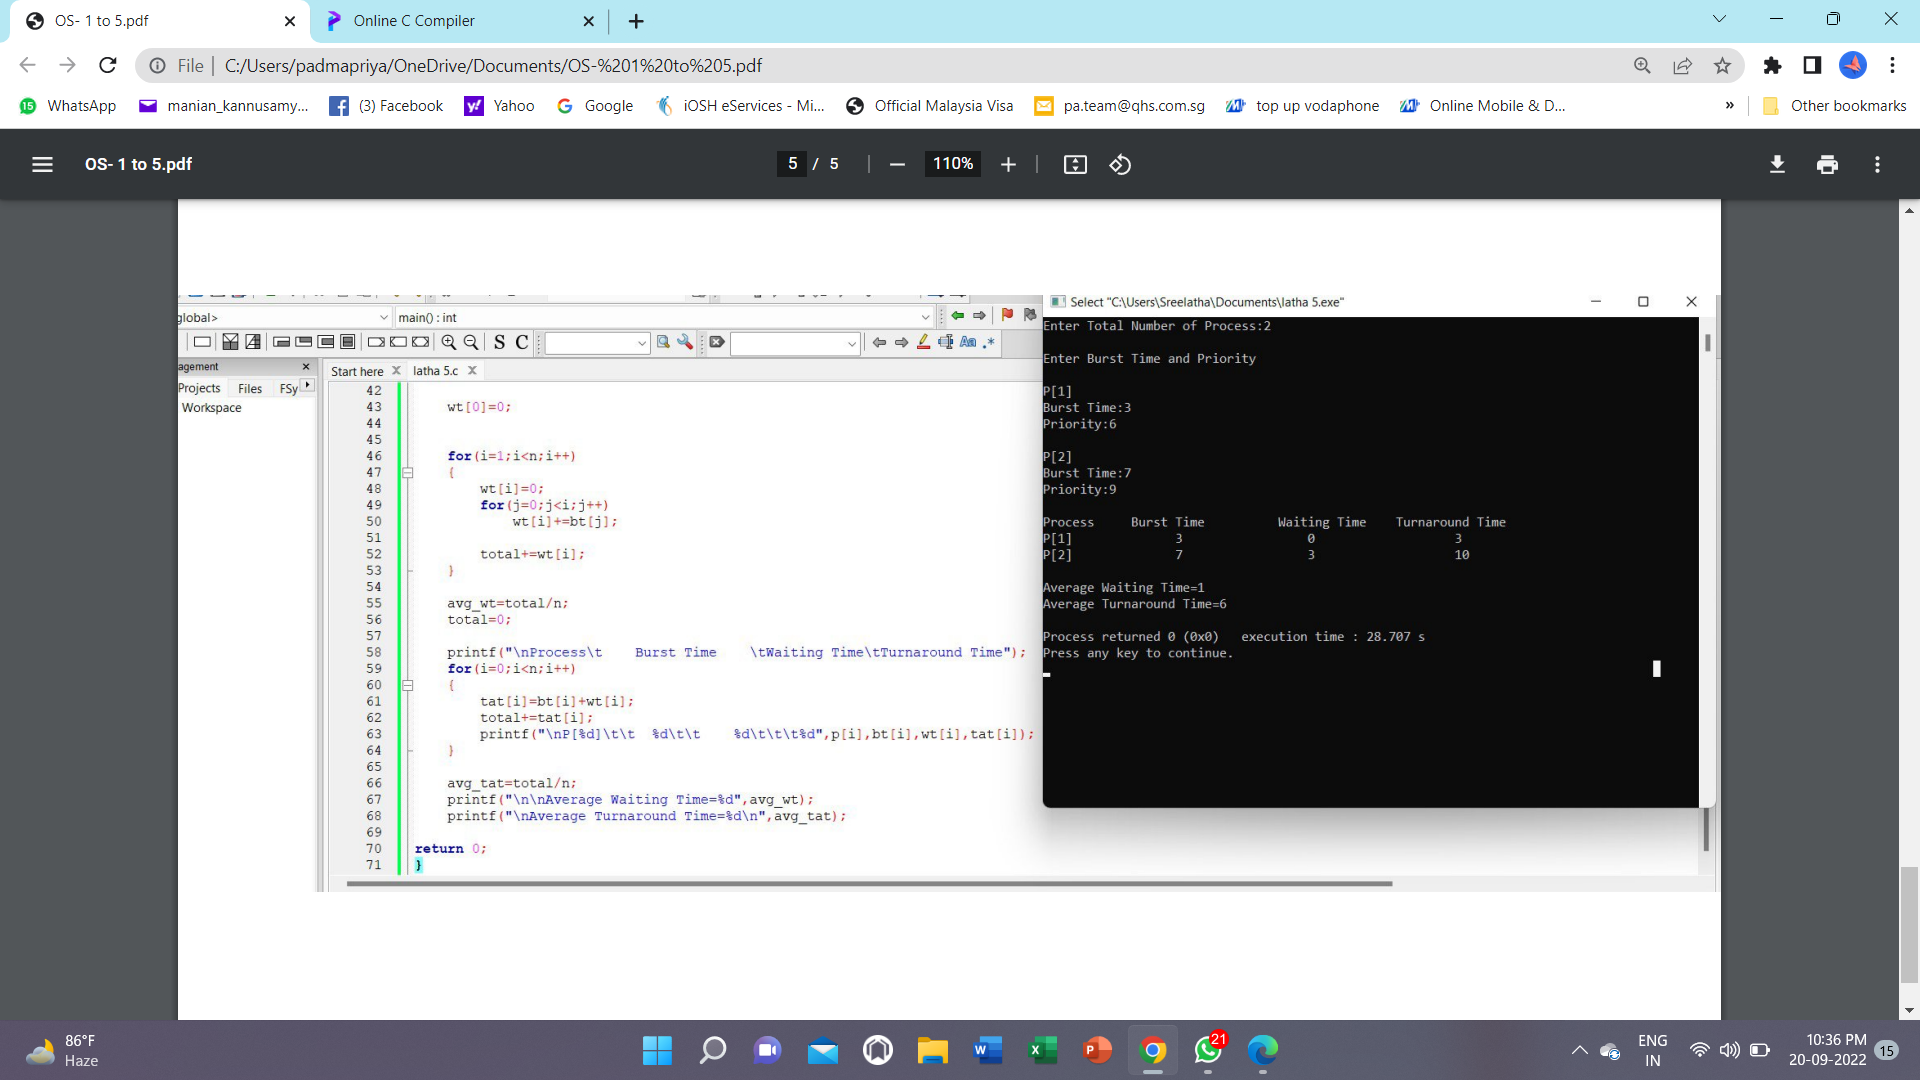 OS- 1 to 5.pdf
Online C Compiler
File
C:/Users/padmapriya/OneDrive/Documents/OS-%201%20to%205.pdf
WhatsApp
manian_kannusamy...
(3) Facebook
Yahoo
Google
iOSH eServices - Mi...
Official Malaysia Visa
pa.team@qhs.com.sg
top up vodaphone
Online Mobile & D...
»
Other bookmarks
OS- 1 to 5.pdf
5 / 5
110%
global>
main() : int
S C
agement
Projects Files FSy
Workspace
Start here
latha 5.c
42
43 wt[0]=0;
44
45
46 for(i=1;i<n;i++)
47 {
48 wt[i]=0;
49 for(j=0;j<i;j++)
50 wt[i]+=bt[j];
51
52 total+=wt[i];
53 }
54
55 avg_wt=total/n;
56 total=0;
57
58 printf("\nProcess\t    Burst Time    \tWaiting Time\tTurnaround Time");
59 for(i=0;i<n;i++)
60 {
61 tat[i]=bt[i]+wt[i];
62 total+=tat[i];
63 printf("\nP[%d]\t\t  %d\t\t    %d\t\t\t%d",p[i],bt[i],wt[i],tat[i]);
64 }
65
66 avg_tat=total/n;
67 printf("\n\nAverage Waiting Time=%d",avg_wt);
68 printf("\nAverage Turnaround Time=%d\n",avg_tat);
69
70 return 0;
71 }
Select "C:\Users\Sreelatha\Documents\latha 5.exe"
Enter Total Number of Process:2
Enter Burst Time and Priority
P[1]
Burst Time:3
Priority:6
P[2]
Burst Time:7
Priority:9
Process Burst Time Waiting Time Turnaround Time
P[1] 3 0 3
P[2] 7 3 10
Average Waiting Time=1
Average Turnaround Time=6
Process returned 0 (0x0)   execution time : 28.707 s
Press any key to continue.
86°F
Haze
21
ENG
IN
10:36 PM
20-09-2022
15